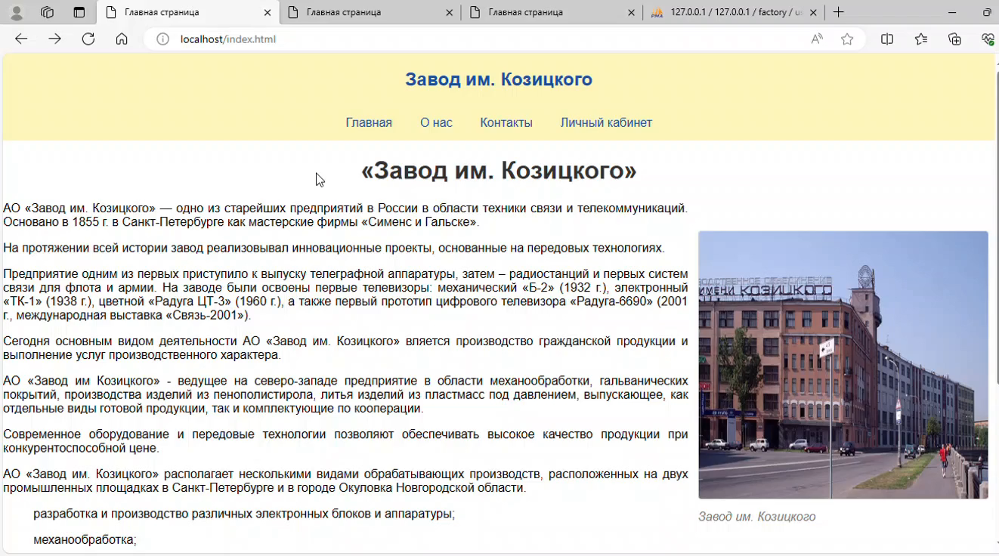 Главная страница
Главная страница
Главная страница
PMA 127.0.0.1 / 127.0.0.1 / factory / us
localhost/index.html
Завод им. Козицкого
Главная О нас Контакты Личный кабинет
«Завод им. Козицкого»
АО «Завод им. Козицкого» — одно из старейших предприятий в России в области техники связи и телекоммуникаций.
Основано в 1855 г. в Санкт-Петербурге как мастерские фирмы «Сименс и Гальске».
На протяжении всей истории завод реализовывал инновационные проекты, основанные на передовых технологиях.
Предприятие одним из первых приступило к выпуску телеграфной аппаратуры, затем – радиостанций и первых систем
связи для флота и армии. На заводе были освоены первые телевизоры: механический «Б-2» (1932 г.), электронный
«ТК-1» (1938 г.), цветной «Радуга ЦТ-3» (1960 г.), а также первый прототип цифрового телевизора «Радуга-6690» (2001
г., международная выставка «Связь-2001»).
Сегодня основным видом деятельности АО «Завод им. Козицкого» вляется производство гражданской продукции и
выполнение услуг производственного характера.
АО «Завод им Козицкого» - ведущее на северо-западе предприятие в области механообработки, гальванических
покрытий, производства изделий из пенополистирола, литья изделий из пластмасс под давлением, выпускающее, как
отдельные виды готовой продукции, так и комплектующие по кооперации.
Современное оборудование и передовые технологии позволяют обеспечивать высокое качество продукции при
конкурентоспособной цене.
АО «Завод им. Козицкого» располагает несколькими видами обрабатывающих производств, расположенных на двух
промышленных площадках в Санкт-Петербурге и в городе Окуловка Новгородской области.
разработка и производство различных электронных блоков и аппаратуры;
механообработка;
ИМЕНИ КОЗИЦКОГО
Завод им. Козицкого